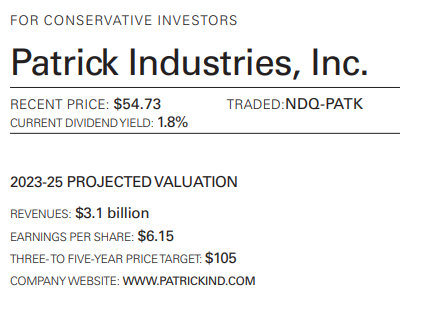 FOR CONSERVATIVE INVESTORS
Patrick Industries, Inc.
RECENT PRICE: $54.73 TRADED:NDQ-PATK
CURRENT DIVIDEND YIELD: 1.8%
2023-25 PROJECTED VALUATION
REVENUES: $3.1 billion
EARNINGS PER SHARE: $6.15
THREE- TO FIVE-YEAR PRICE TARGET: $105
COMPANY WEBSITE: WWW.PATRICKIND.COM